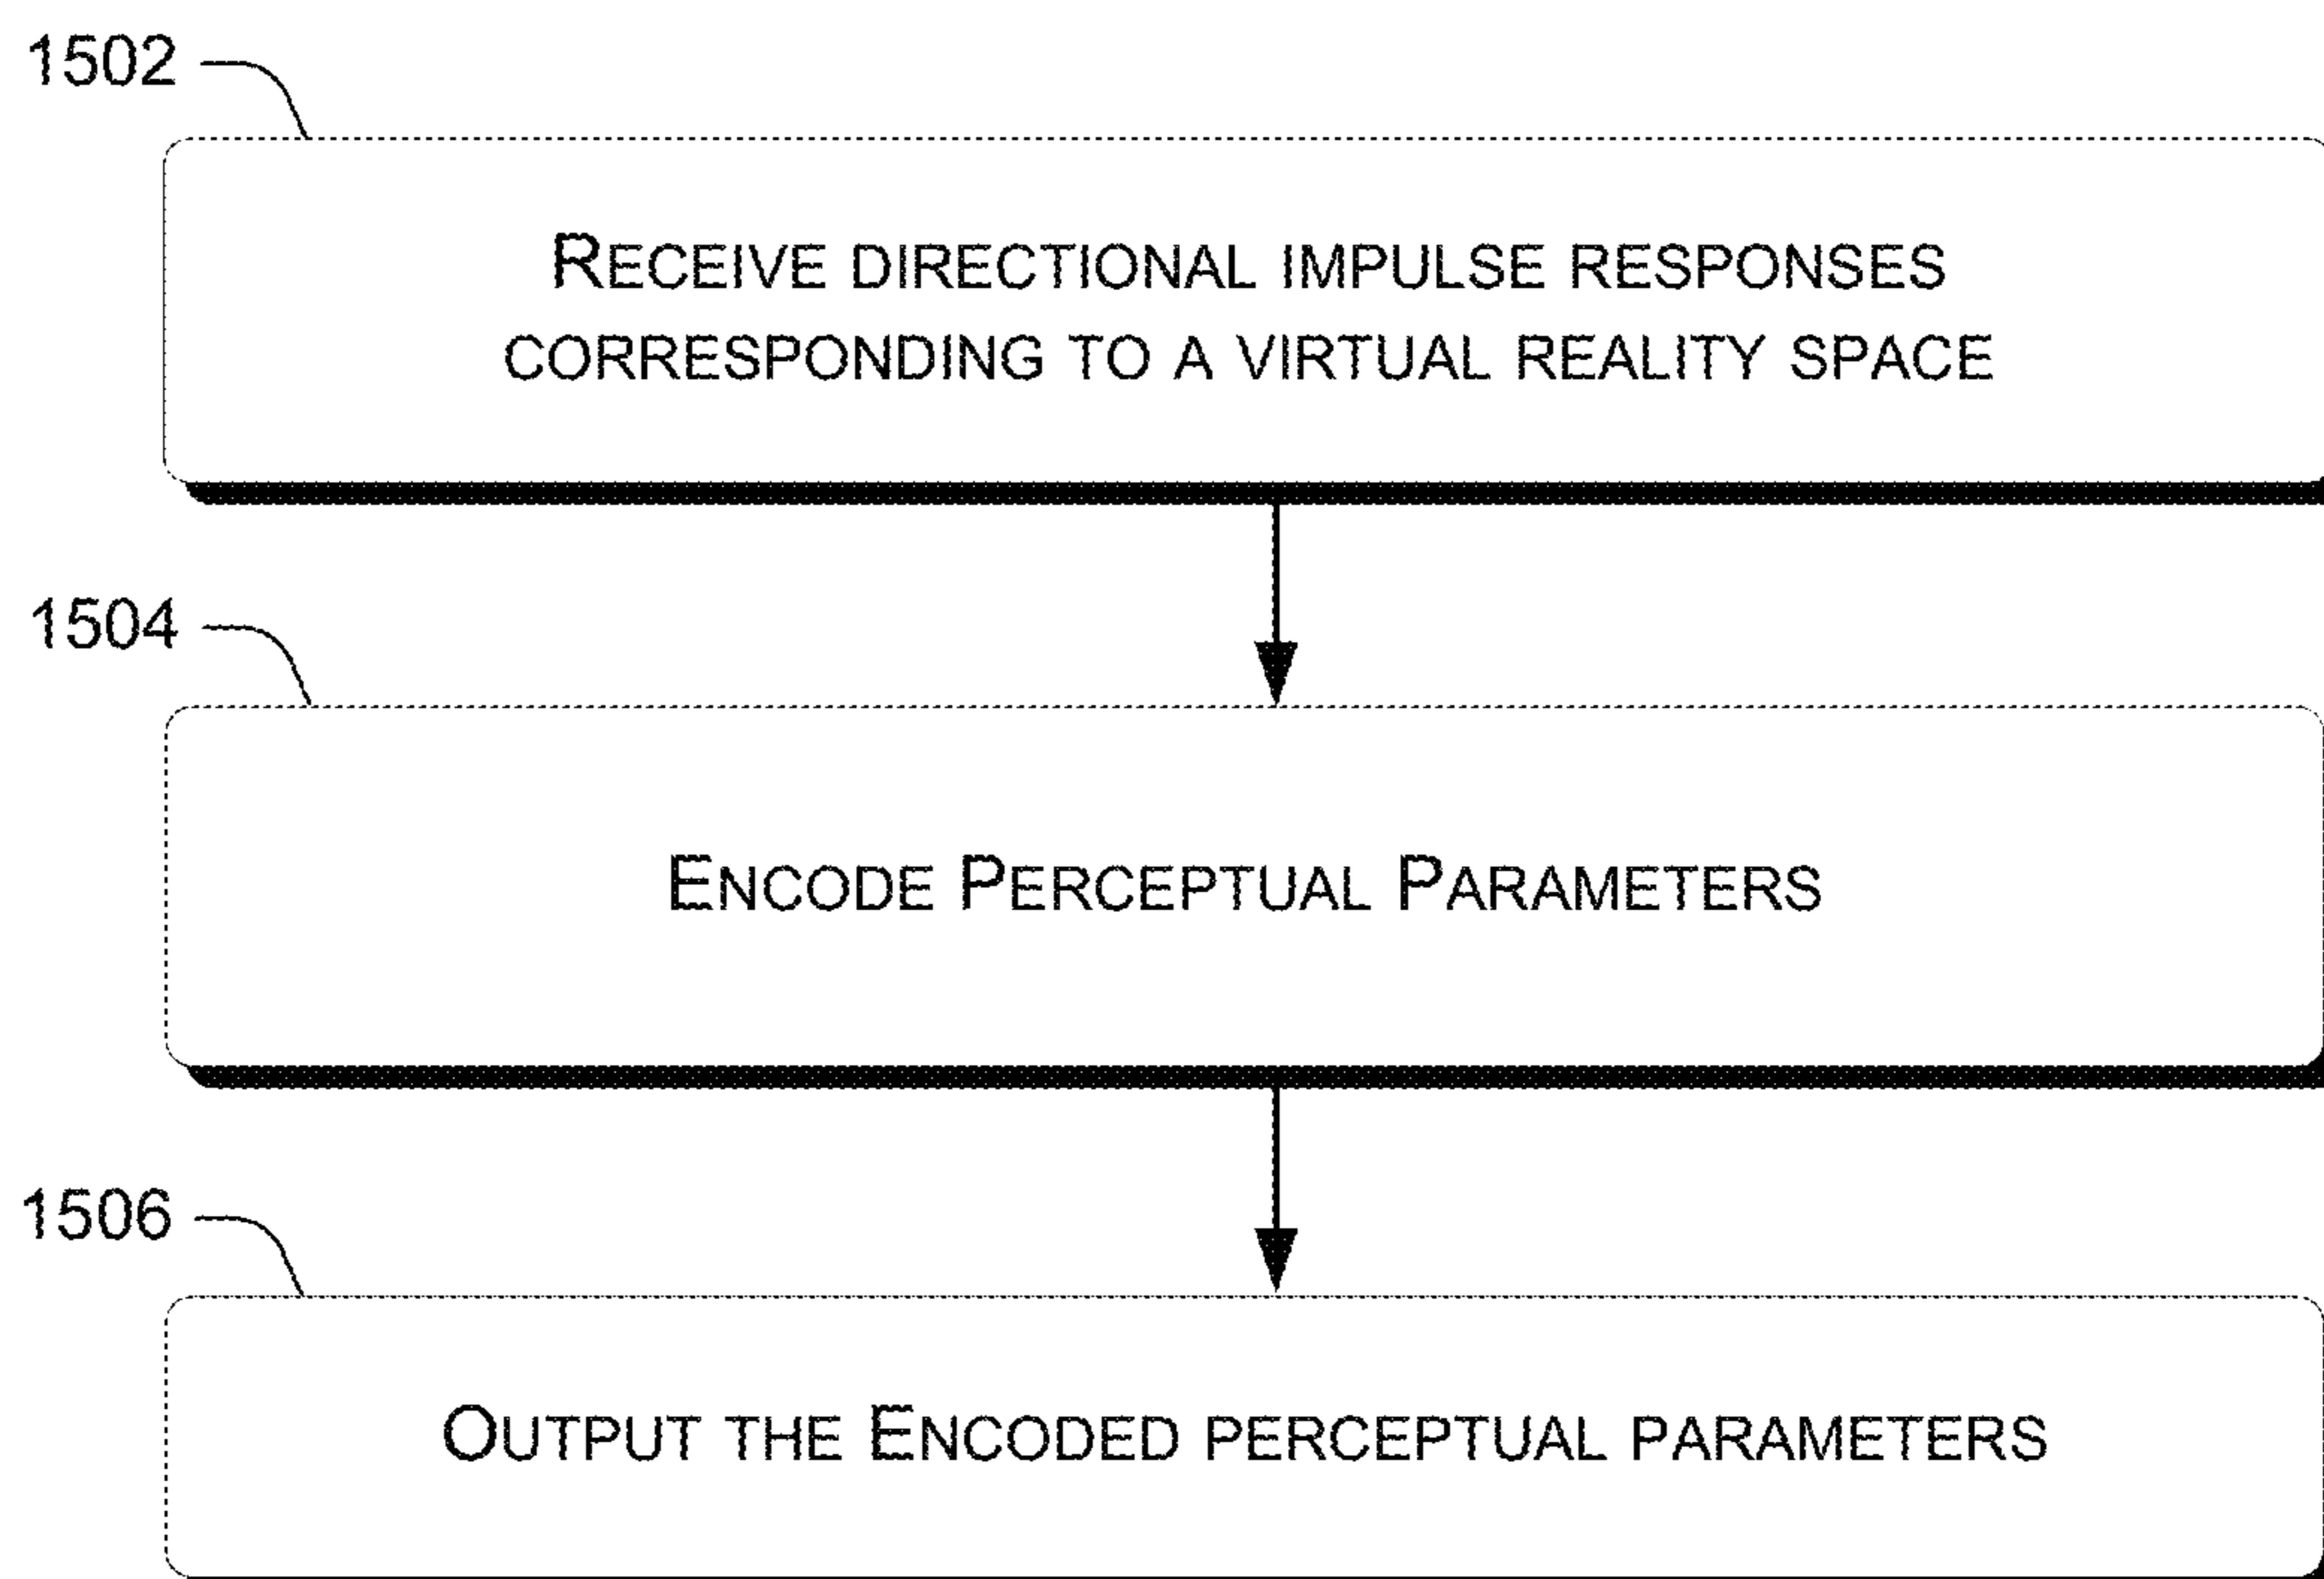 1502
RECEIVE DIRECTIONAL IMPULSE RESPONSES
CORRESPONDING TO A VIRTUAL REALITY SPACE
1504
ENCODE PERCEPTUAL PARAMETERS
1506
OUTPUT THE ENCODED PERCEPTUAL PARAMETERS